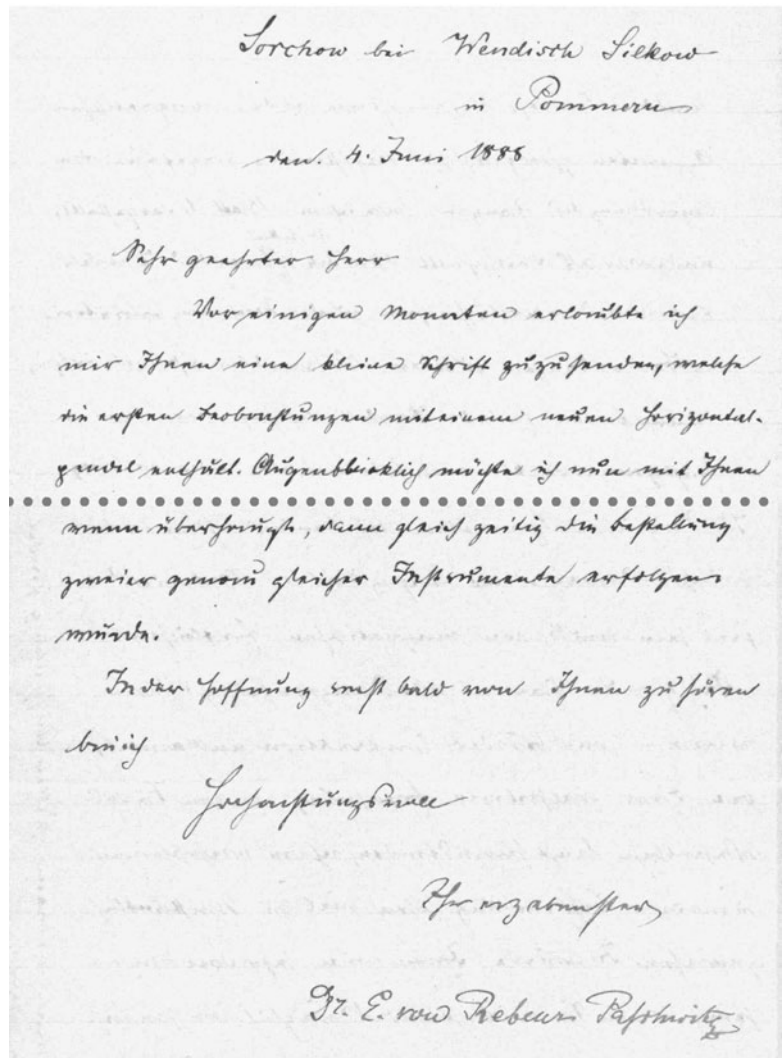 Lorchow bei Wendisch Silkow
in Pommern
den. 4. Juni 1888
Sehr geehrter Herr
Vor einigen Monaten erlaubte ich
mir Ihnen eine kleine Schrift zuzusenden, welche
die ersten Beobachtungen mit einem neuen Horizontal-
pendel enthält. Augenblicklich möchte ich nun mit Ihnen
wenn überhaupt, dann gleichzeitig die Bestellung
zweier genau gleicher Instrumente erfolgen
würde.
In der Hoffnung recht bald von Ihnen zu hören
bin ich
Hochachtungsvoll
Ihr ergebenster
Dr. E. von Rebeur Paschwitz